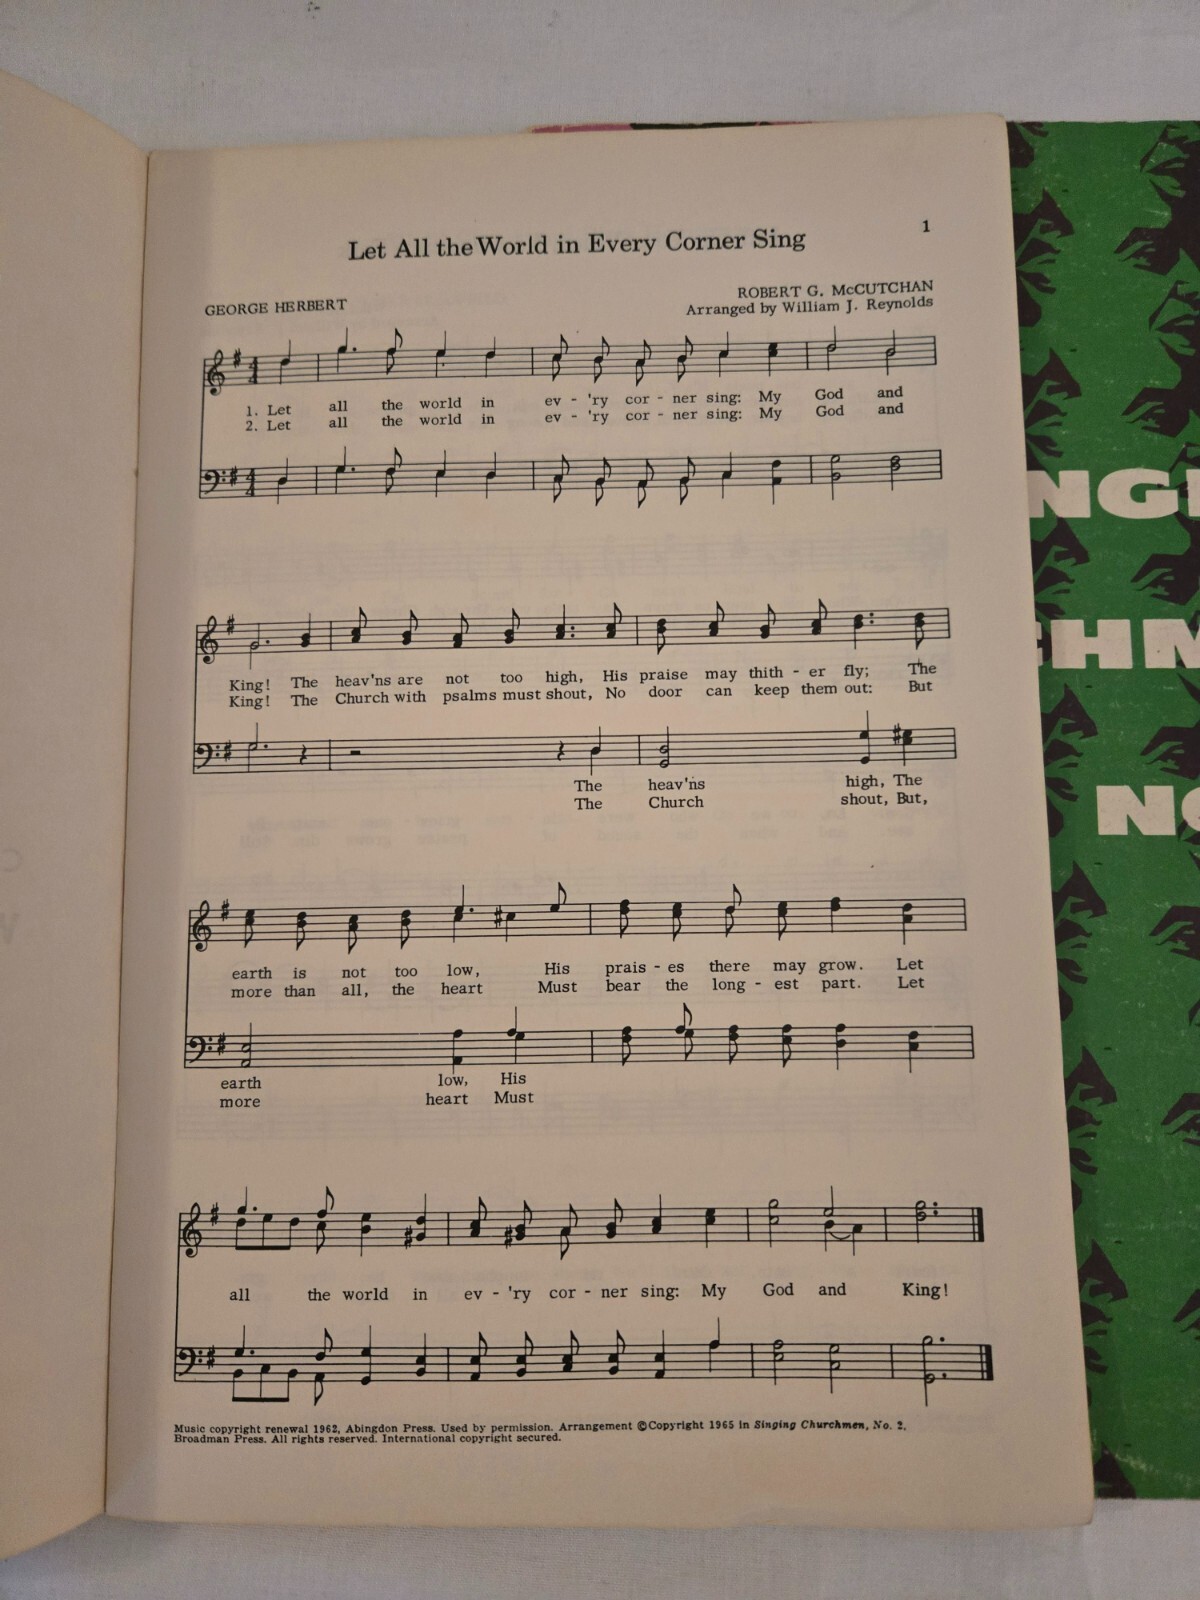 1
Let All the World in Every Corner Sing
GEORGE HERBERT
ROBERT G. McCUTCHAN
Arranged by William J. Reynolds
1. Let all the world in ev - 'ry cor - ner sing: My God and
2. Let all the world in ev - 'ry cor - ner sing: My God and
King! The heav'ns are not too high, His praise may thith - er fly; The
King! The Church with psalms must shout, No door can keep them out: But
The heav'ns high, The
The Church shout, But,
earth is not too low, His prais - es there may grow. Let
more than all, the heart Must bear the long - est part. Let
earth low, His
more heart Must
all the world in ev - 'ry cor - ner sing: My God and King!
Music copyright renewal 1962, Abingdon Press. Used by permission. Arrangement ©Copyright 1965 in Singing Churchmen, No. 2,
Broadman Press. All rights reserved. International copyright secured.